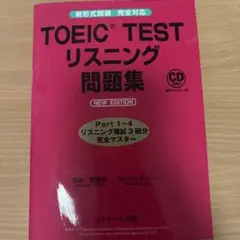 新形式問題 完全対応
TOEIC® TEST
リスニング
問題集
CD
NEW EDITION
Part 1~4
リスニング模試3回分
完全マスター